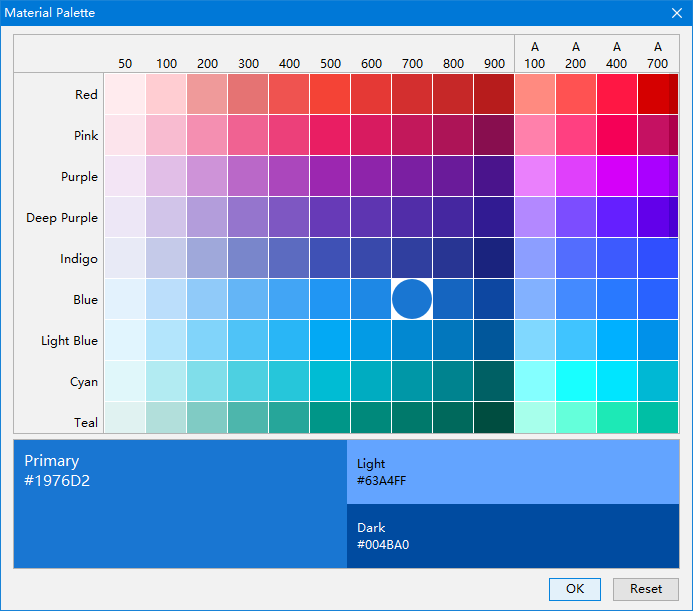 Material Palette
A A A A
50 100 200 300 400 500 600 700 800 900 100 200 400 700
Red
Pink
Purple
Deep Purple
Indigo
Blue
Light Blue
Cyan
Teal
Primary
#1976D2
Light
#63A4FF
Dark
#004BA0
OK Reset